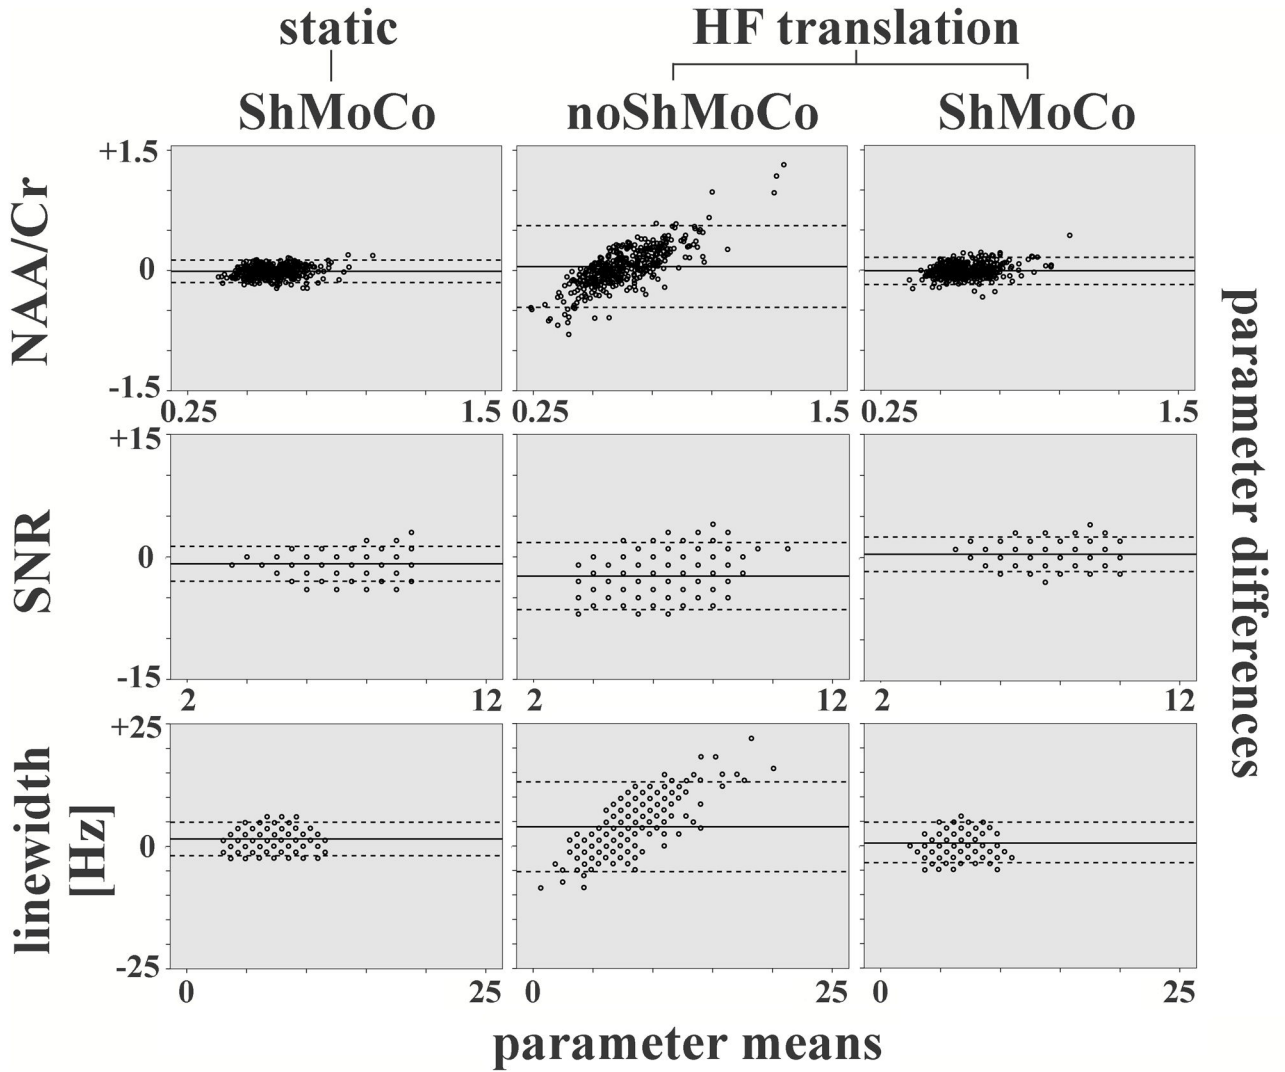 static
HF translation
ShMoCo
noShMoCo
ShMoCo
NAA/Cr
+1.5
0
-1.5
0.25
1.5
0.25
1.5
0.25
1.5
SNR
+15
0
-15
2
12
2
12
2
12
linewidth
[Hz]
+25
0
-25
0
25
0
25
0
25
parameter differences
parameter means